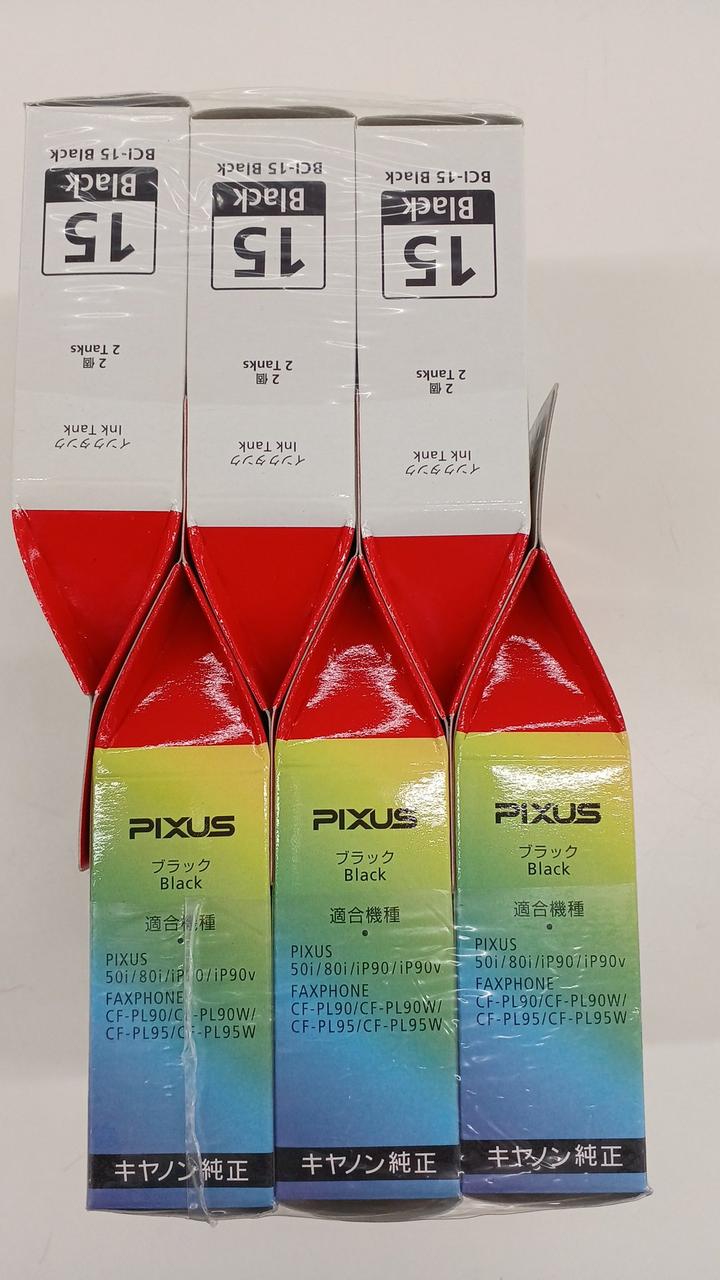 BCI-15 Black
Black
15
2個
2 Tanks
インクタンク
Ink Tank
BCI-15 Black
Black
15
2個
2 Tanks
インクタンク
Ink Tank
BCI-15 Black
Black
15
2個
2 Tanks
インクタンク
Ink Tank
PIXUS
ブラック
Black
適合機種
PIXUS
50i/80i/iP90/iP90v
FAXPHONE
CF-PL90/CF-PL90W/
CF-PL95/CF-PL95W
キヤノン純正
PIXUS
ブラック
Black
適合機種
PIXUS
50i/80i/iP90/iP90v
FAXPHONE
CF-PL90/CF-PL90W/
CF-PL95/CF-PL95W
キヤノン純正
PIXUS
ブラック
Black
適合機種
PIXUS
50i/80i/iP90/iP90v
FAXPHONE
CF-PL90/CF-PL90W/
CF-PL95/CF-PL95W
キヤノン純正